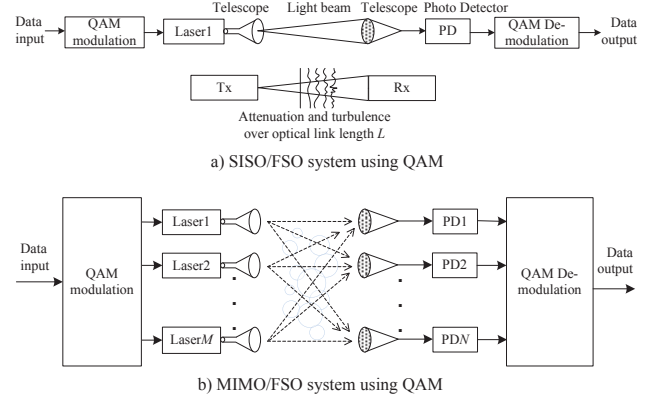 Data input
QAM modulation
Laser1
Telescope
Light beam
Telescope
Photo Detector
PD
QAM De-modulation
Data output
Tx
Rx
Attenuation and turbulence
over optical link length L
a) SISO/FSO system using QAM
Data input
QAM modulation
Laser1
Laser2
LaserM
PD1
PD2
PDN
QAM De-modulation
Data output
b) MIMO/FSO system using QAM